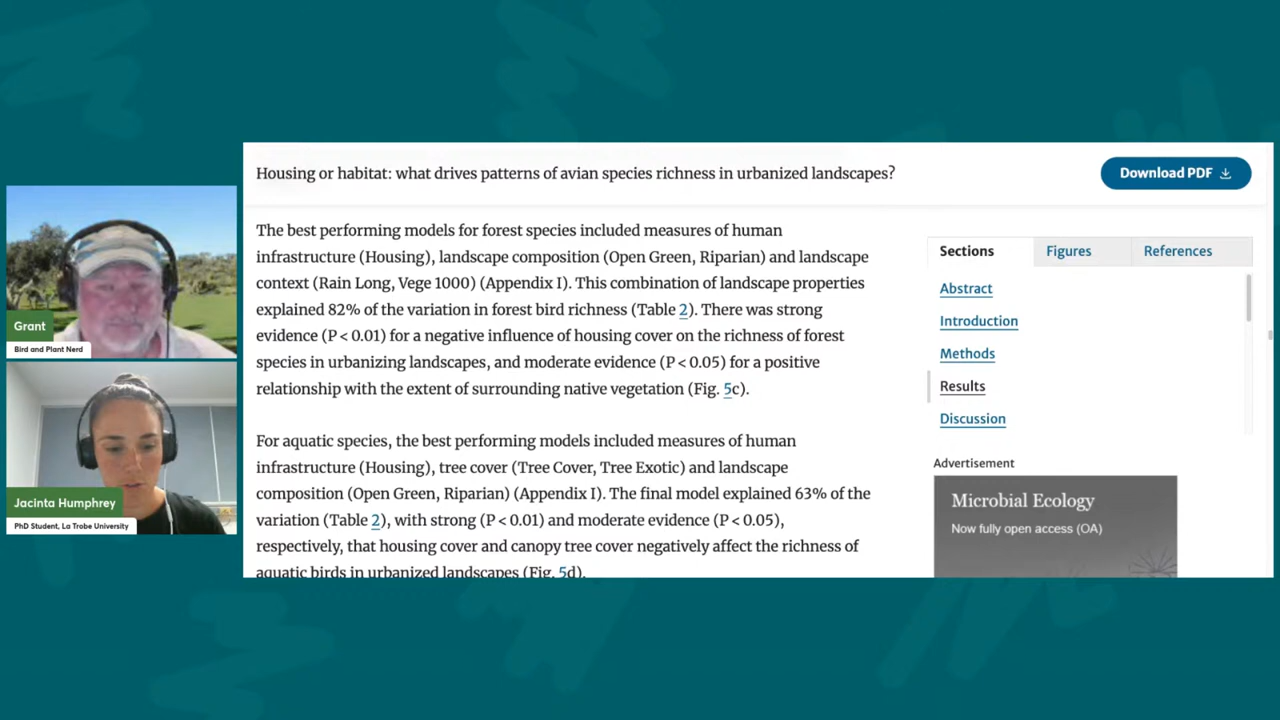 Housing or habitat: what drives patterns of avian species richness in urbanized landscapes?
Download PDF
The best performing models for forest species included measures of human
infrastructure (Housing), landscape composition (Open Green, Riparian) and landscape
context (Rain Long, Vege 1000) (Appendix I). This combination of landscape properties
explained 82% of the variation in forest bird richness (Table 2). There was strong
evidence (P < 0.01) for a negative influence of housing cover on the richness of forest
species in urbanizing landscapes, and moderate evidence (P < 0.05) for a positive
relationship with the extent of surrounding native vegetation (Fig. 5c).
For aquatic species, the best performing models included measures of human
infrastructure (Housing), tree cover (Tree Cover, Tree Exotic) and landscape
composition (Open Green, Riparian) (Appendix I). The final model explained 63% of the
variation (Table 2), with strong (P < 0.01) and moderate evidence (P < 0.05),
respectively, that housing cover and canopy tree cover negatively affect the richness of
aquatic birds in urbanized landscapes (Fig. 5d).
Sections
Figures
References
Abstract
Introduction
Methods
Results
Discussion
Advertisement
Microbial Ecology
Now fully open access (OA)
Grant
Bird and Plant Nerd
Jacinta Humphrey
PhD Student, La Trobe University